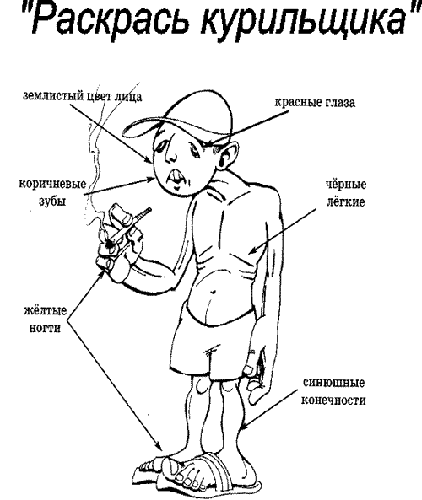 "Раскрась курильщика"
землистый цвет лица
красные глаза
коричневые
зубы
чёрные
лёгкие
жёлтые
ногти
синюшные
конечности